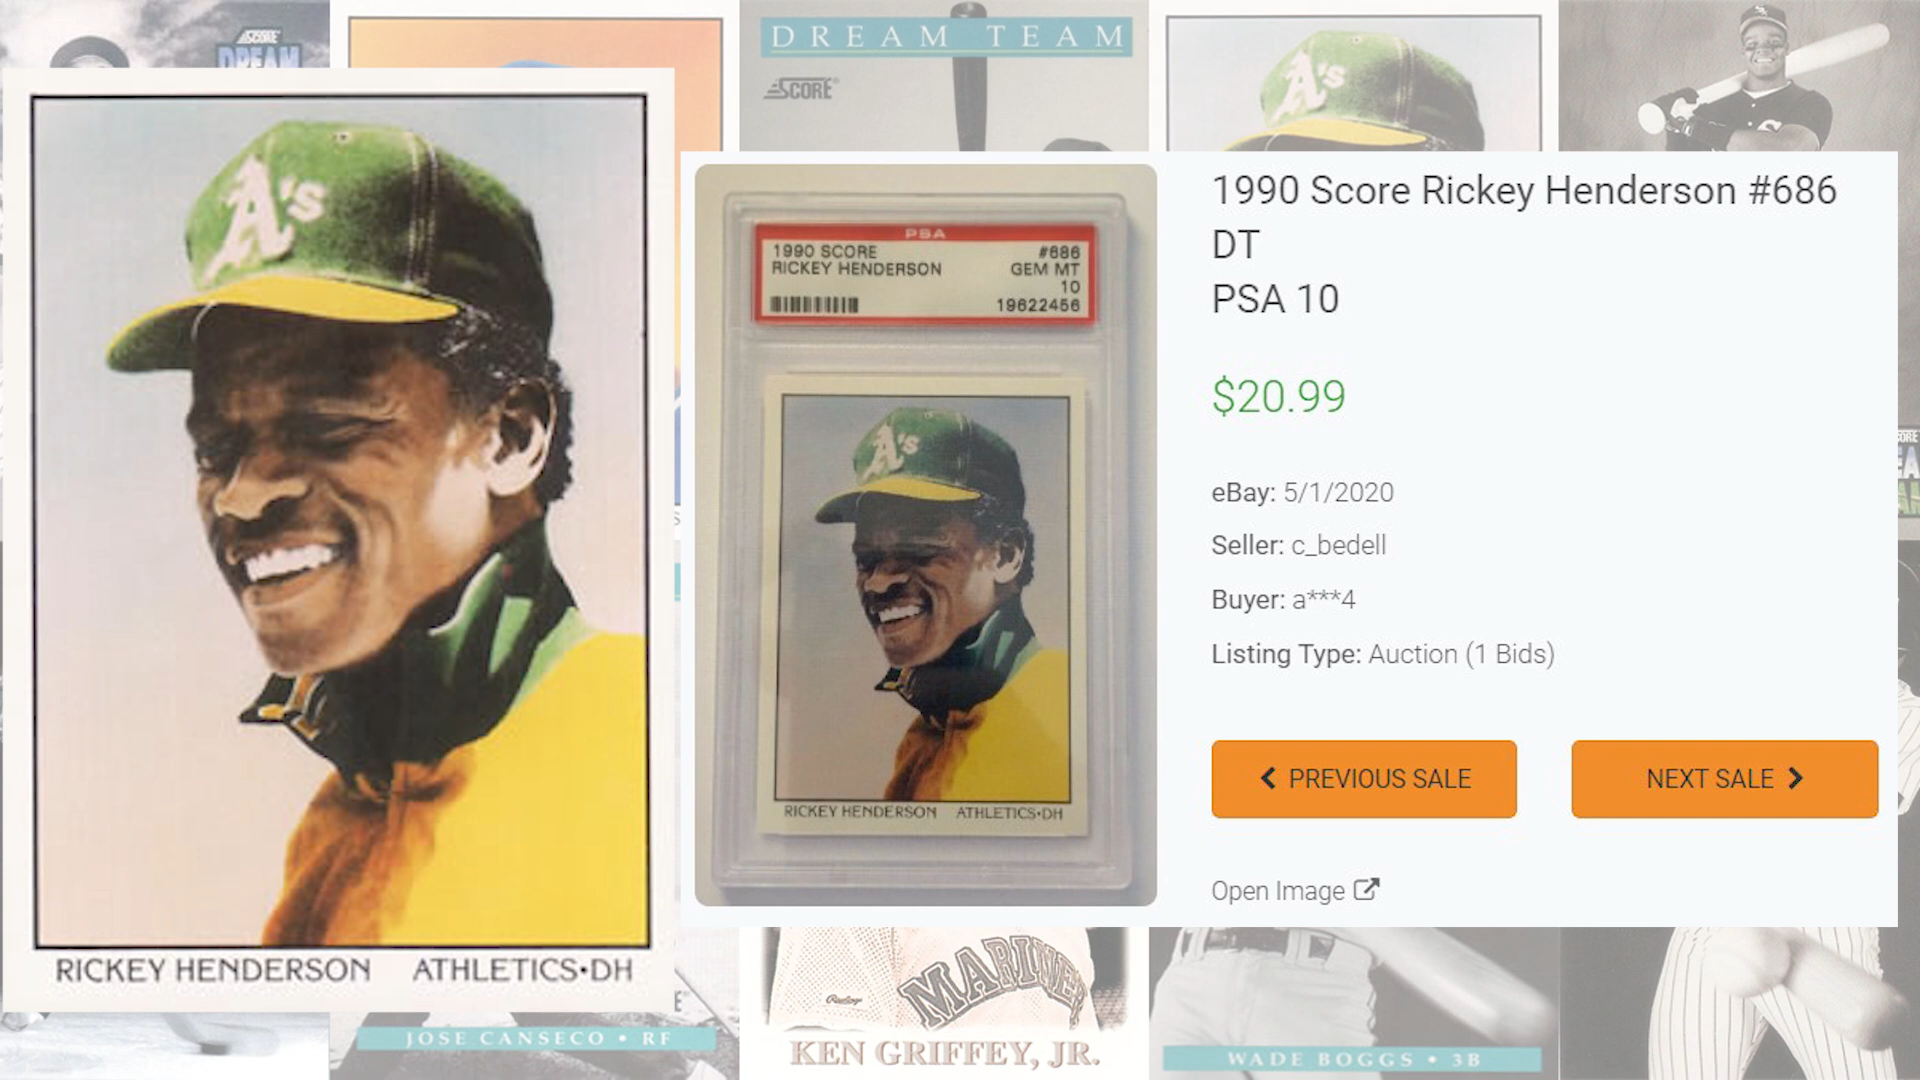 SCORE
DREAM
DREAM TEAM
SCORE
A's
A's
RICKEY HENDERSON ATHLETICS•DH
PSA
1990 SCORE #686
RICKEY HENDERSON GEM MT
10
19622456
A's
RICKEY HENDERSON ATHLETICS•DH
1990 Score Rickey Henderson #686
DT
PSA 10
$20.99
eBay: 5/1/2020
Seller: c_bedell
Buyer: a***4
Listing Type: Auction (1 Bids)
PREVIOUS SALE
NEXT SALE
Open Image
JOSE CANSECO • RF
Rawlings
KEN GRIFFEY, JR.
WADE BOGGS • 3B